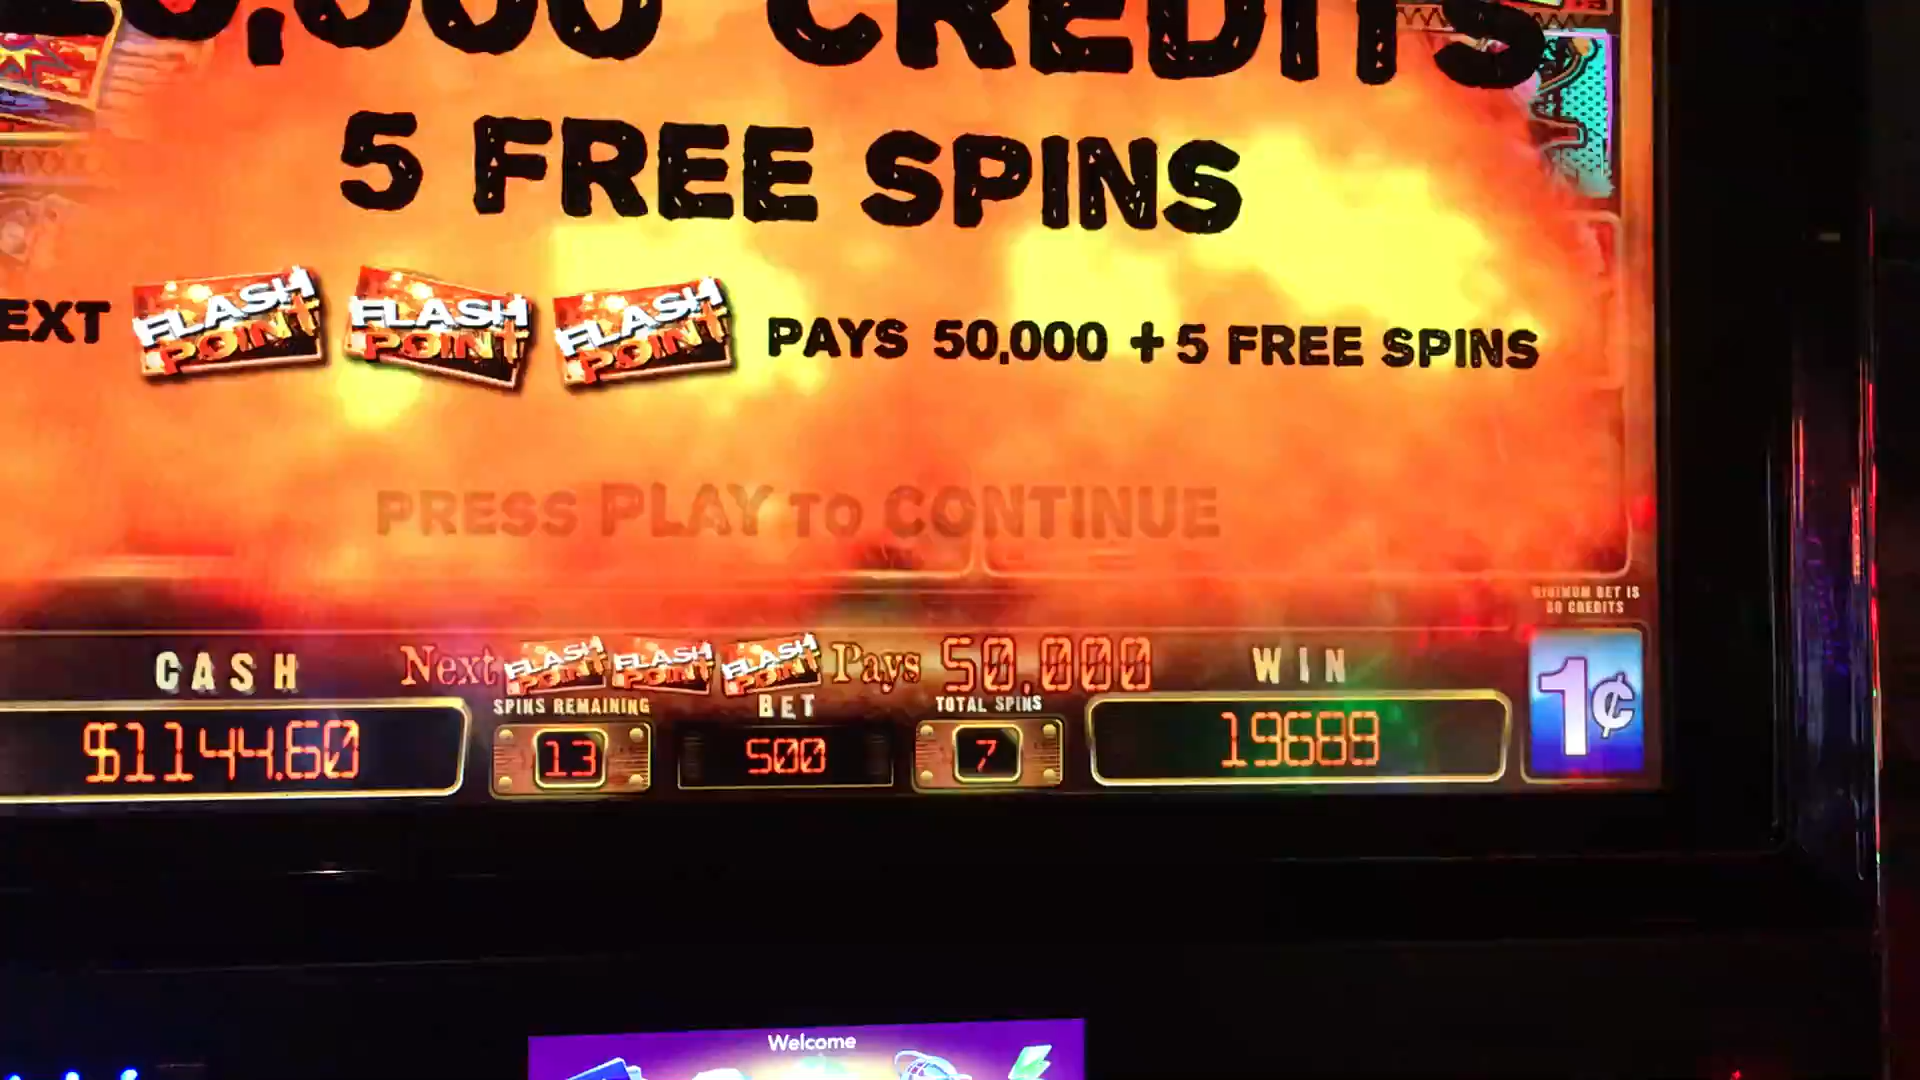 CREDITS
5 FREE SPINS
EXT FLASH POINT FLASH POINT FLASH POINT PAYS 50,000 + 5 FREE SPINS
PRESS PLAY TO CONTINUE
MINIMUM BET IS
80 CREDITS
CASH Next FLASH POINT FLASH POINT FLASH POINT Pays 50,000 WIN
SPINS REMAINING BET TOTAL SPINS
$1144.60 13 500 7 19689 1¢
Welcome